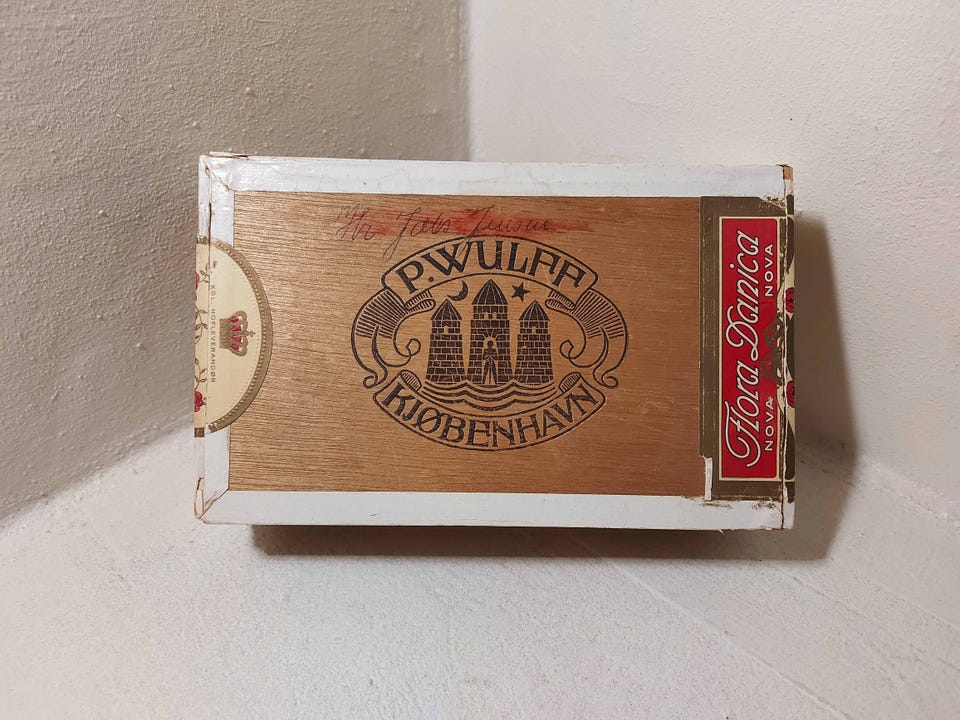 P. WULFF
KJØBENHAVN
KGL. HOFLEVERANDØR
Flora Danica
NOVA NOVA